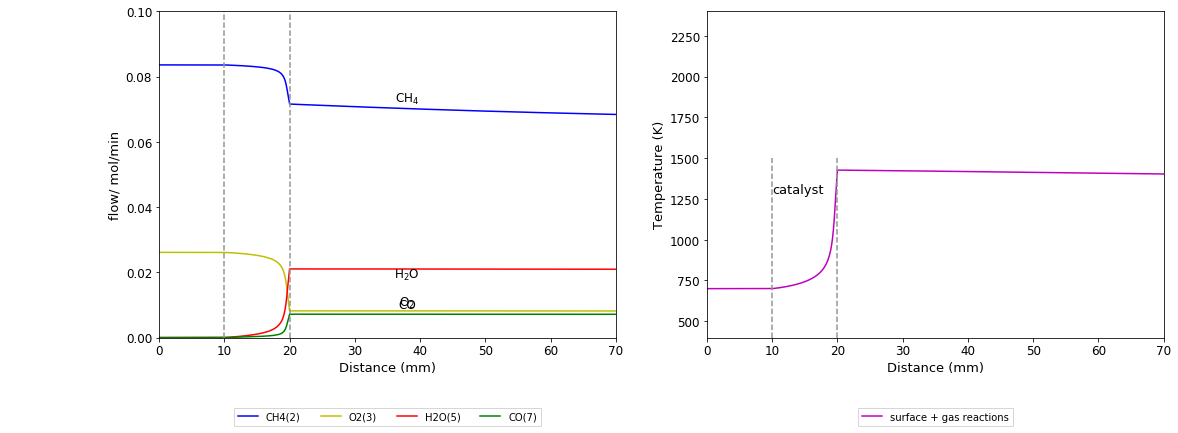 0.10
0.08
0.06
0.04
0.02
0.00
flow/ mol/min
CH₄
H₂O
O₂
CO
0 10 20 30 40 50 60 70
Distance (mm)
CH4(2) O2(3) H2O(5) CO(7)
2250
2000
1750
1500
1250
1000
750
500
Temperature (K)
catalyst
0 10 20 30 40 50 60 70
Distance (mm)
surface + gas reactions